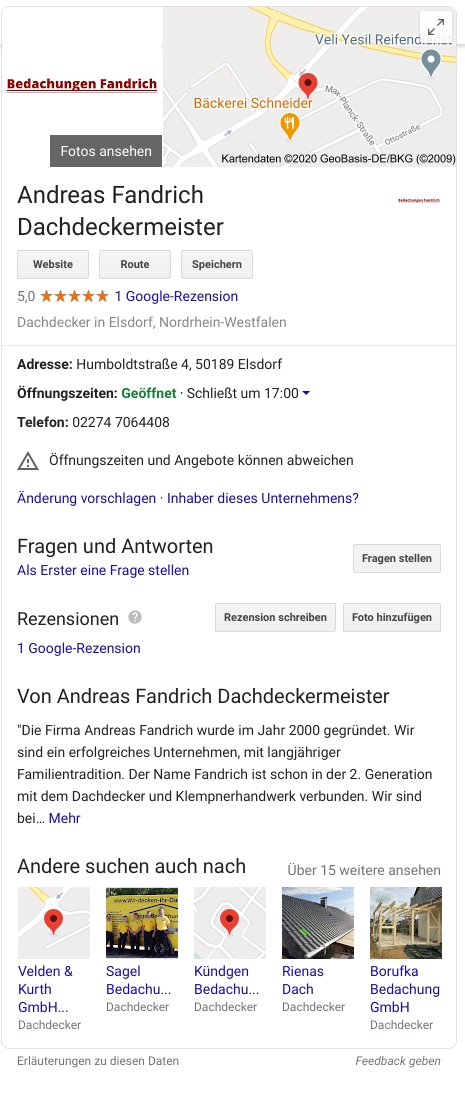 Veli Yesil Reifendienst
Bedachungen Fandrich
Bäckerei Schneider
Max-Planck-Straße
Ottostraße
Fotos ansehen
Kartendaten ©2020 GeoBasis-DE/BKG (©2009)
Andreas Fandrich
Dachdeckermeister
Bedachungen Fandrich
Website
Route
Speichern
5,0 ★★★★★ 1 Google-Rezension
Dachdecker in Elsdorf, Nordrhein-Westfalen
Adresse: Humboldtstraße 4, 50189 Elsdorf
Öffnungszeiten: Geöffnet · Schließt um 17:00
Telefon: 02274 7064408
Öffnungszeiten und Angebote können abweichen
Änderung vorschlagen · Inhaber dieses Unternehmens?
Fragen und Antworten
Fragen stellen
Als Erster eine Frage stellen
Rezensionen ?
Rezension schreiben
Foto hinzufügen
1 Google-Rezension
Von Andreas Fandrich Dachdeckermeister
"Die Firma Andreas Fandrich wurde im Jahr 2000 gegründet. Wir
sind ein erfolgreiches Unternehmen, mit langjähriger
Familientradition. Der Name Fandrich ist schon in der 2. Generation
mit dem Dachdecker und Klempnerhandwerk verbunden. Wir sind
bei... Mehr
Andere suchen auch nach
Über 15 weitere ansehen
Velden &
Kurth
GmbH...
Dachdecker
Sagel
Bedachu...
Dachdecker
Kündgen
Bedachu...
Dachdecker
Rienas
Dach
Dachdecker
Borufka
Bedachung
GmbH
Dachdecker
Erläuterungen zu diesen Daten
Feedback geben